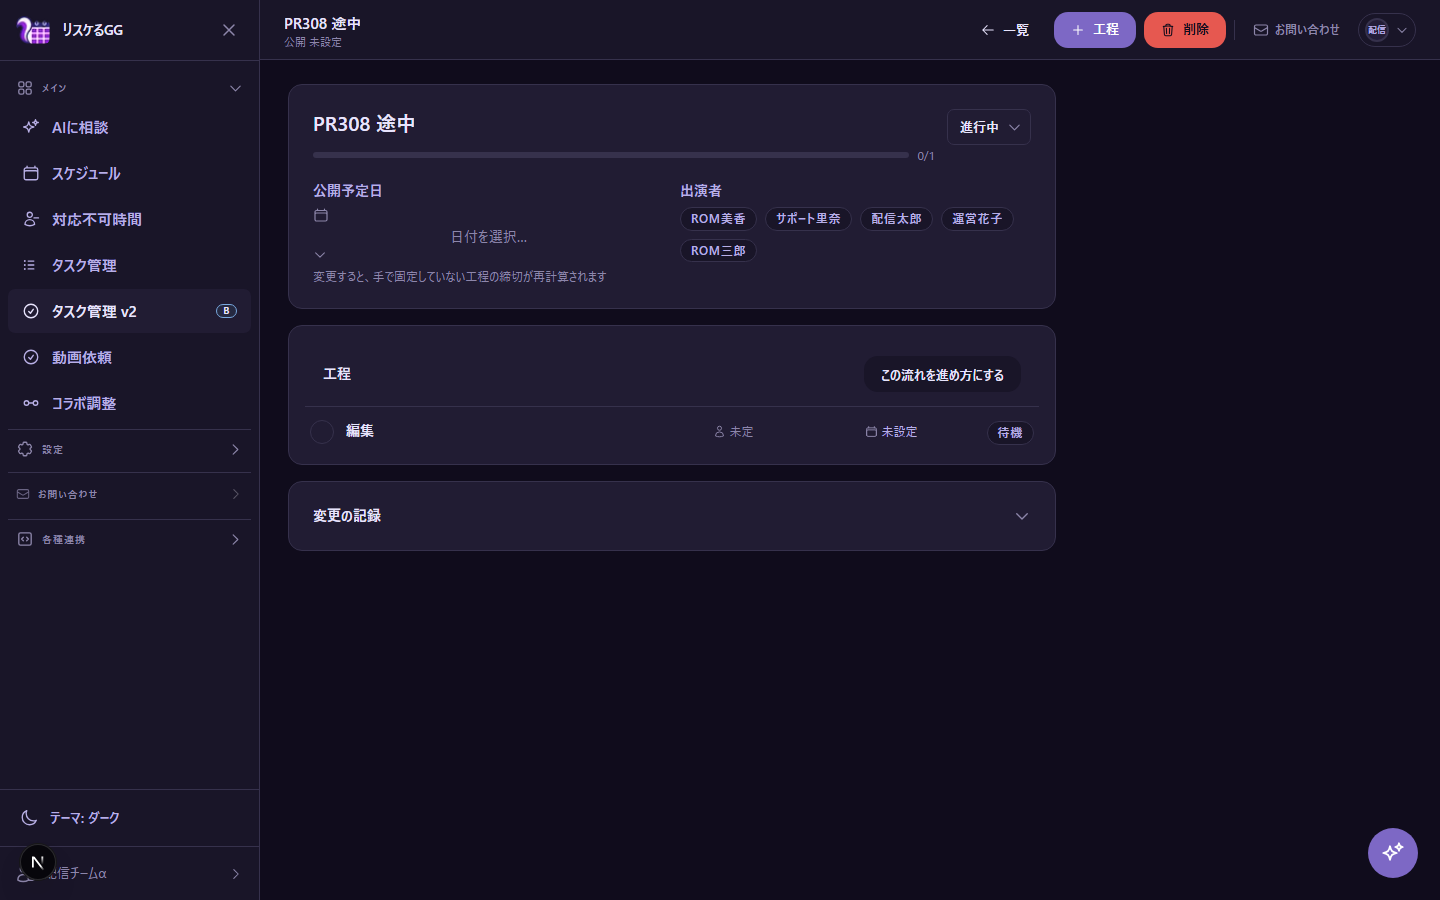 リスケるGG
メイン
AIに相談
スケジュール
対応不可時間
タスク管理
タスク管理 v2
B
動画依頼
コラボ調整
設定
お問い合わせ
各種連携
テーマ: ダーク
N
配信チームα
PR308 途中
公開 未設定
一覧
工程
削除
お問い合わせ
配信
PR308 途中
進行中
0/1
公開予定日
日付を選択...
変更すると、手で固定していない工程の締切が再計算されます
出演者
ROM美香
サポート里奈
配信太郎
運営花子
ROM三郎
工程
この流れを進め方にする
編集
未定
未設定
待機
変更の記録